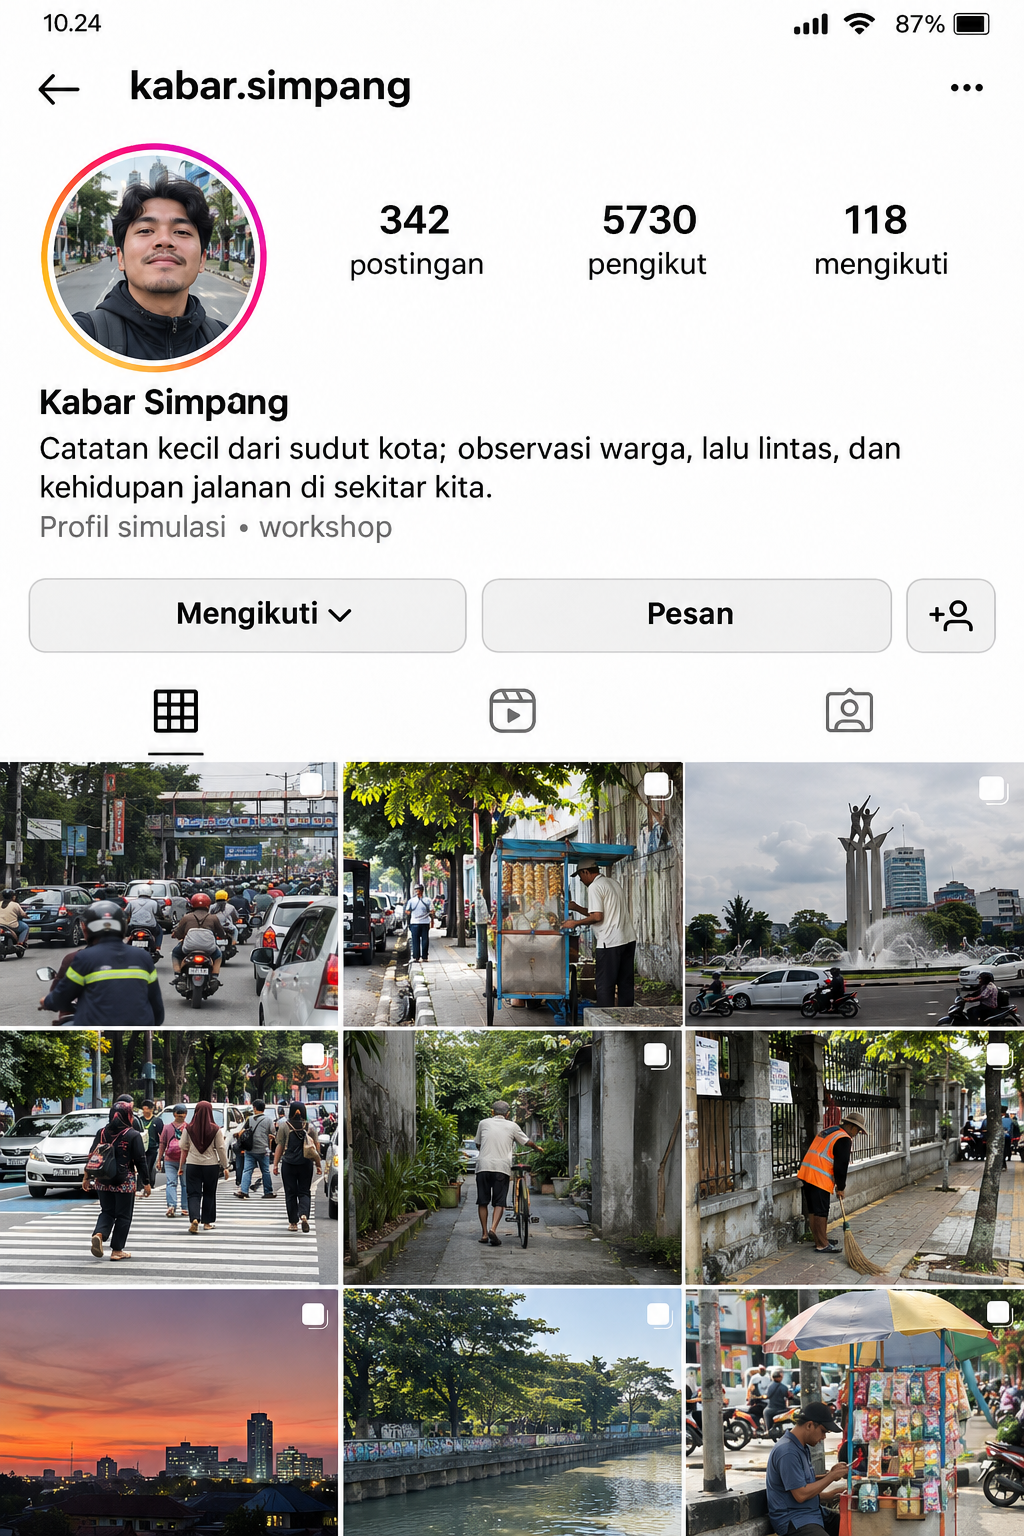 10.24
87%
kabar.simpang
342
5730
118
postingan
pengikut
mengikuti
Kabar Simpang
Catatan kecil dari sudut kota; observasi warga, lalu lintas, dan
kehidupan jalanan di sekitar kita.
Profil simulasi • workshop
Mengikuti
Pesan